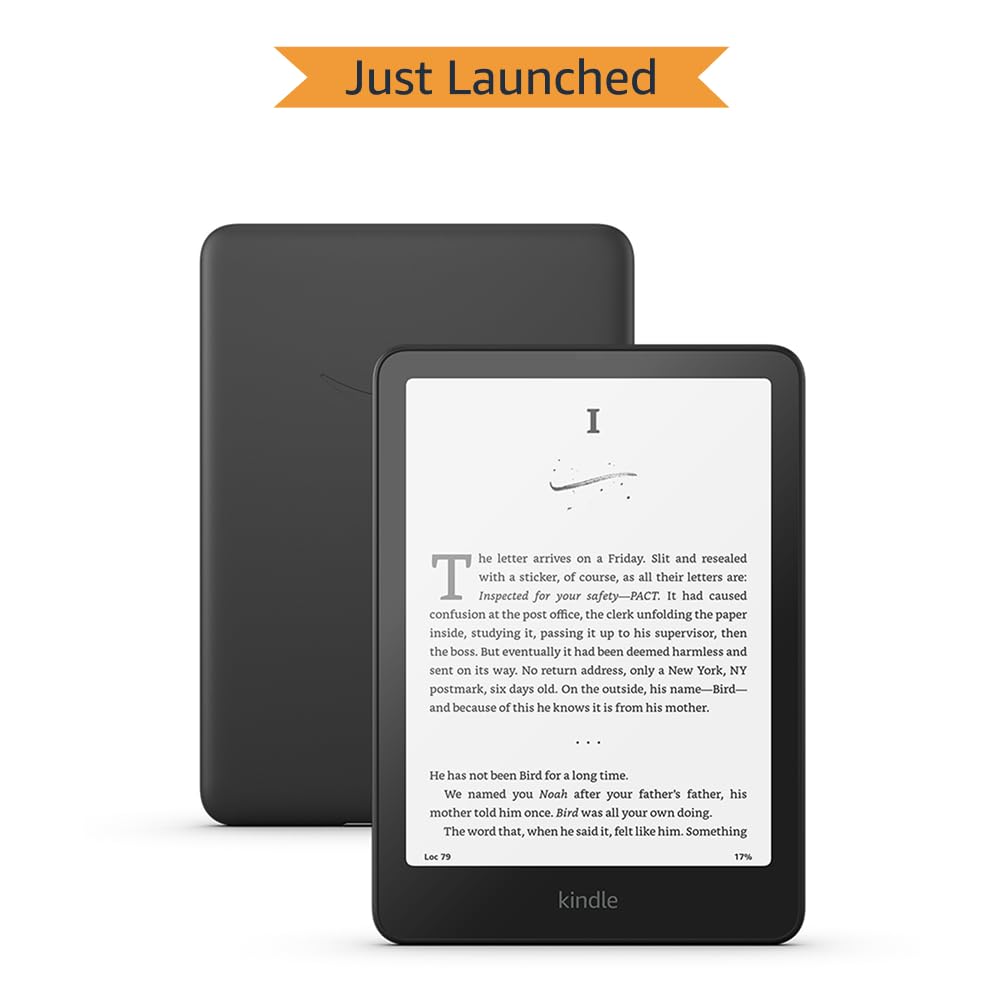 Just Launched
I
The letter arrives on a Friday. Slit and resealed
with a sticker, of course, as all their letters are:
Inspected for your safety—PACT. It had caused
confusion at the post office, the clerk unfolding the paper
inside, studying it, passing it up to his supervisor, then
the boss. But eventually it had been deemed harmless and
sent on its way. No return address, only a New York, NY
postmark, six days old. On the outside, his name—Bird—
and because of this he knows it is from his mother.
. . .
He has not been Bird for a long time.
We named you Noah after your father's father, his
mother told him once. Bird was all your own doing.
The word that, when he said it, felt like him. Something
Loc 79 17%
kindle